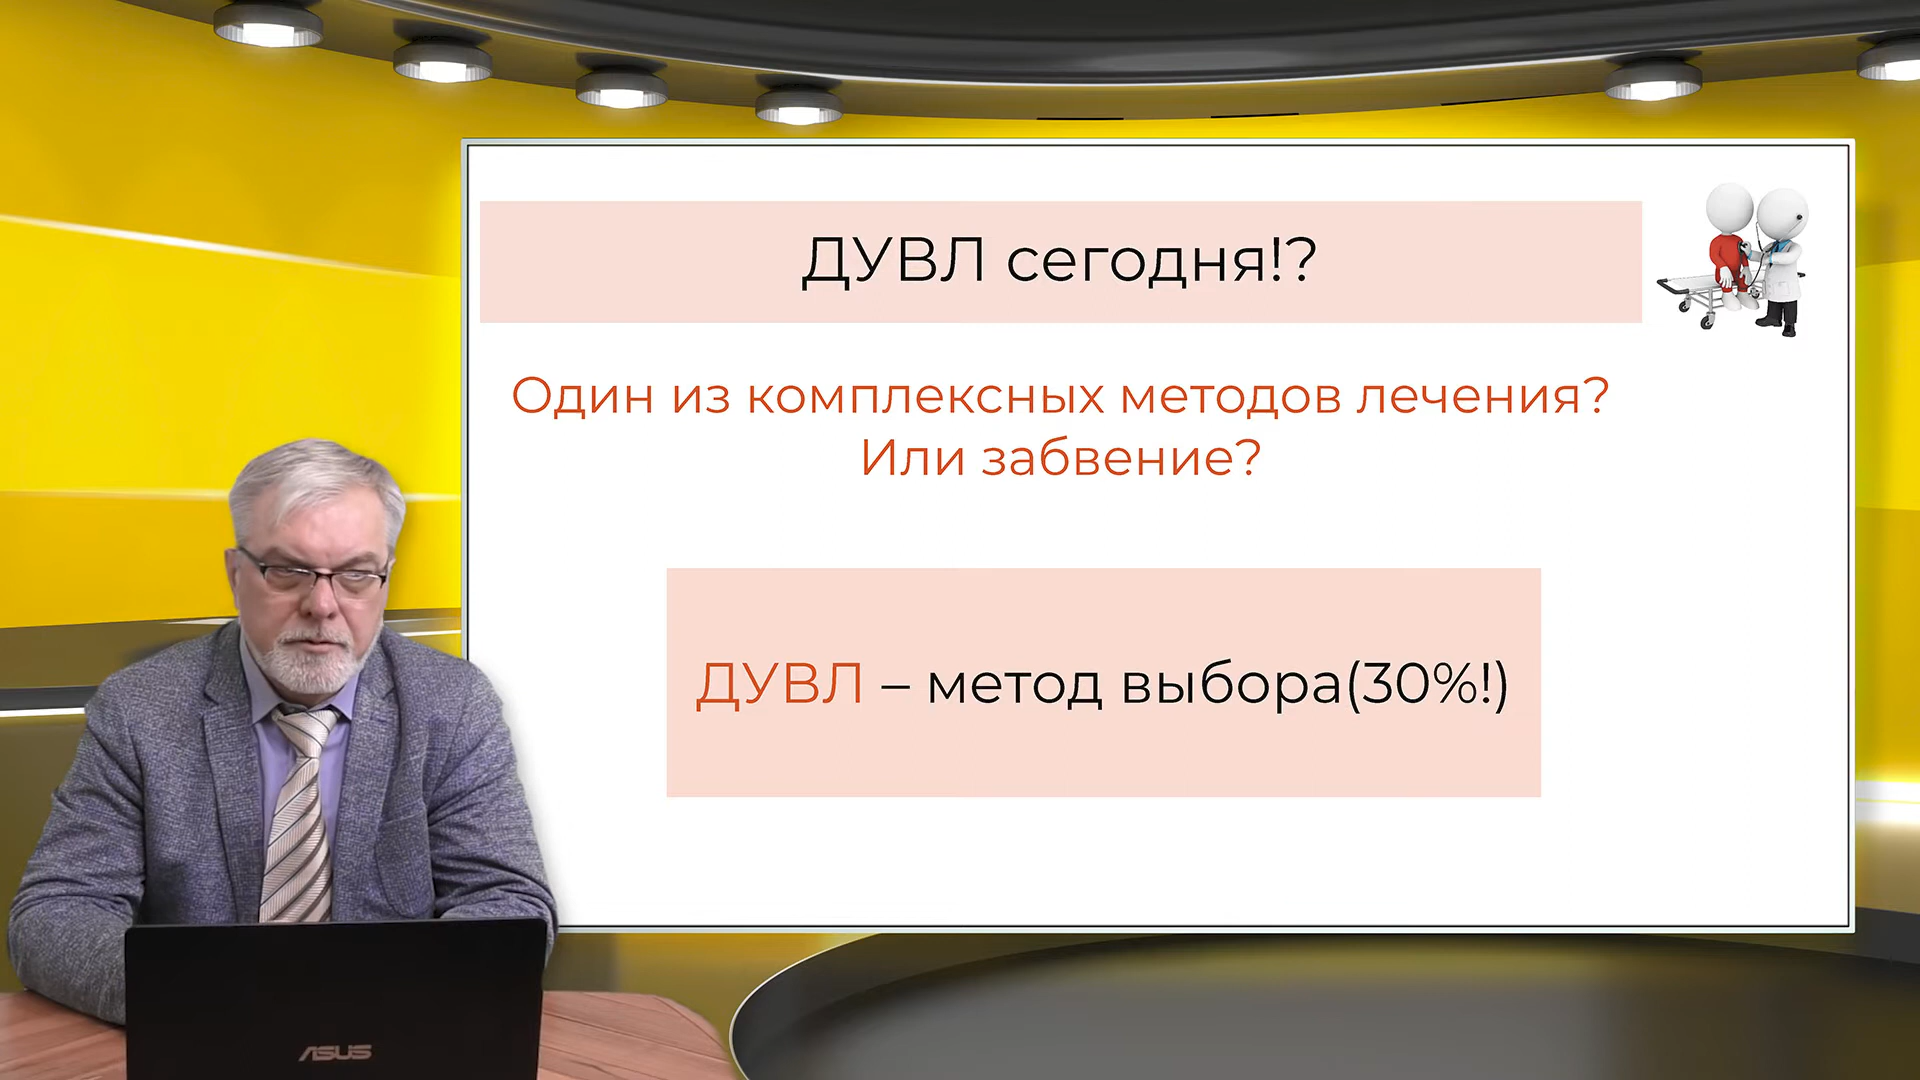 ДУВЛ сегодня!?
Один из комплексных методов лечения?
Или забвение?
ДУВЛ – метод выбора(30%!)
ASUS